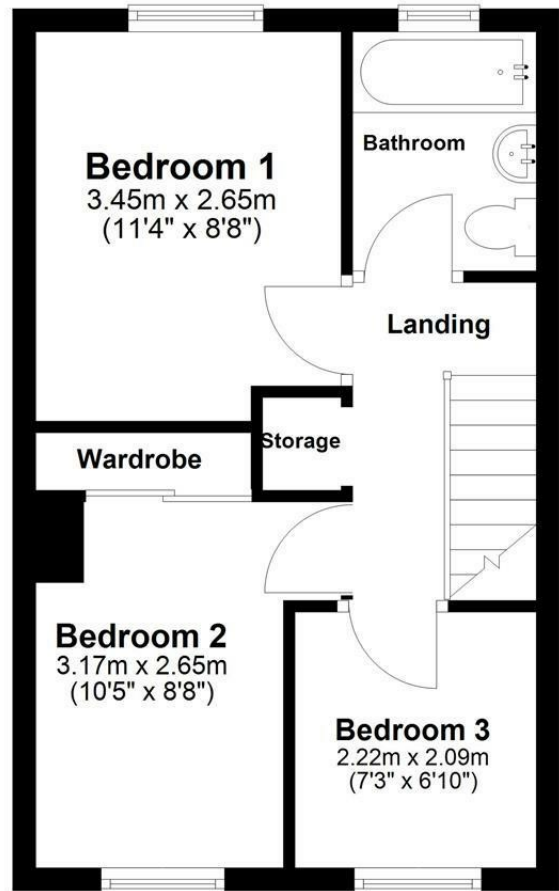 Bedroom 1
3.45m x 2.65m
(11'4" x 8'8")
Bathroom
Landing
Storage
Wardrobe
Bedroom 2
3.17m x 2.65m
(10'5" x 8'8")
Bedroom 3
2.22m x 2.09m
(7'3" x 6'10")